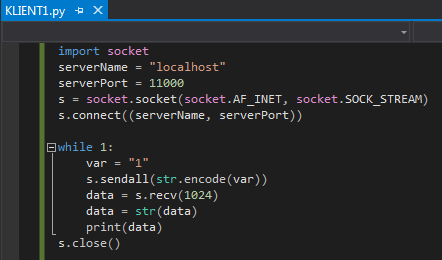 KLIENT1.py
import socket
serverName = "localhost"
serverPort = 11000
s = socket.socket(socket.AF_INET, socket.SOCK_STREAM)
s.connect((serverName, serverPort))
while 1:
var = "1"
s.sendall(str.encode(var))
data = s.recv(1024)
data = str(data)
print(data)
s.close()